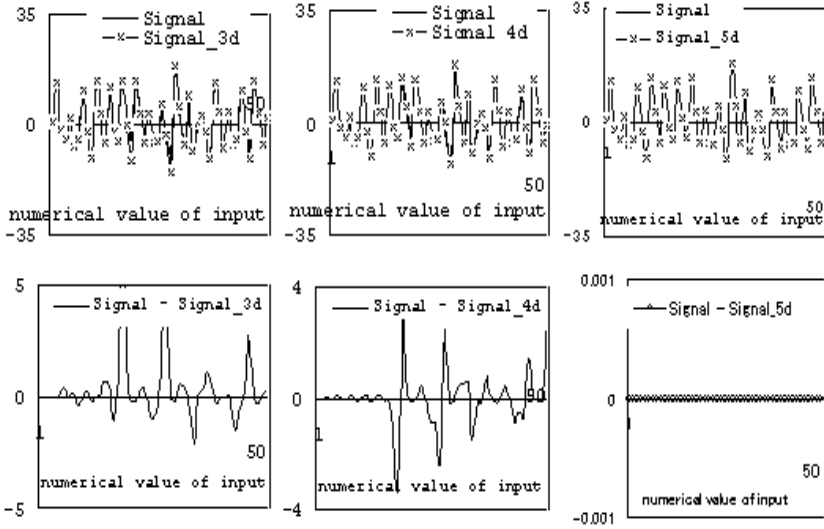 35
Signal
Signal_3d
0
50
numerical value of input
-35
35
Signal
Signal 4d
0
1
50
numerical value of input
-35
35
Signal
Signal_5d
0
1
50
numerical value of input
-35
5
Signal - Signal_3d
0
1
50
numerical value of input
-5
4
Signal - Signal_4d
0
1
50
numerical value of input
-4
0.001
Signal - Signal_5d
0
1
50
numerical value of input
-0.001